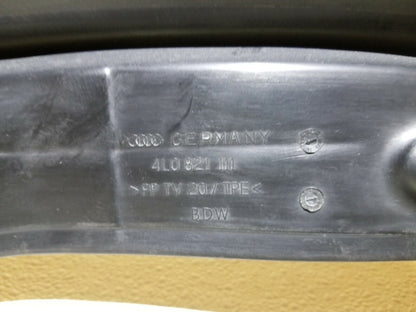 GERMANY
4L0 821 111
>PP TV 20/TPE<
BDW